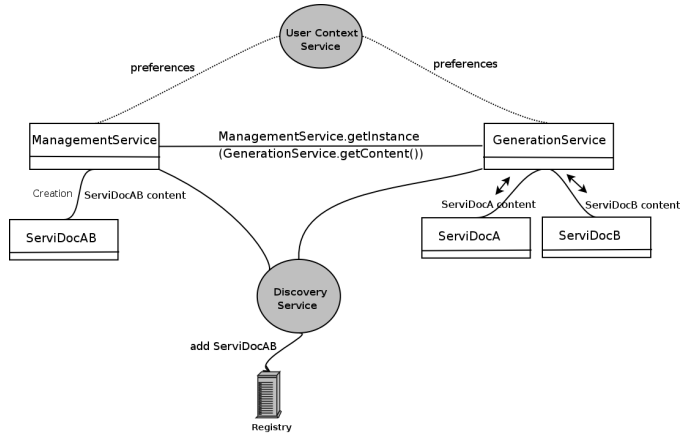 User Context
Service
preferences
preferences
ManagementService
ManagementService.getInstance
(GenerationService.getContent())
GenerationService
Creation
ServiDocAB content
ServiDocA content
ServiDocB content
ServiDocAB
ServiDocA
ServiDocB
Discovery
Service
add ServiDocAB
Registry